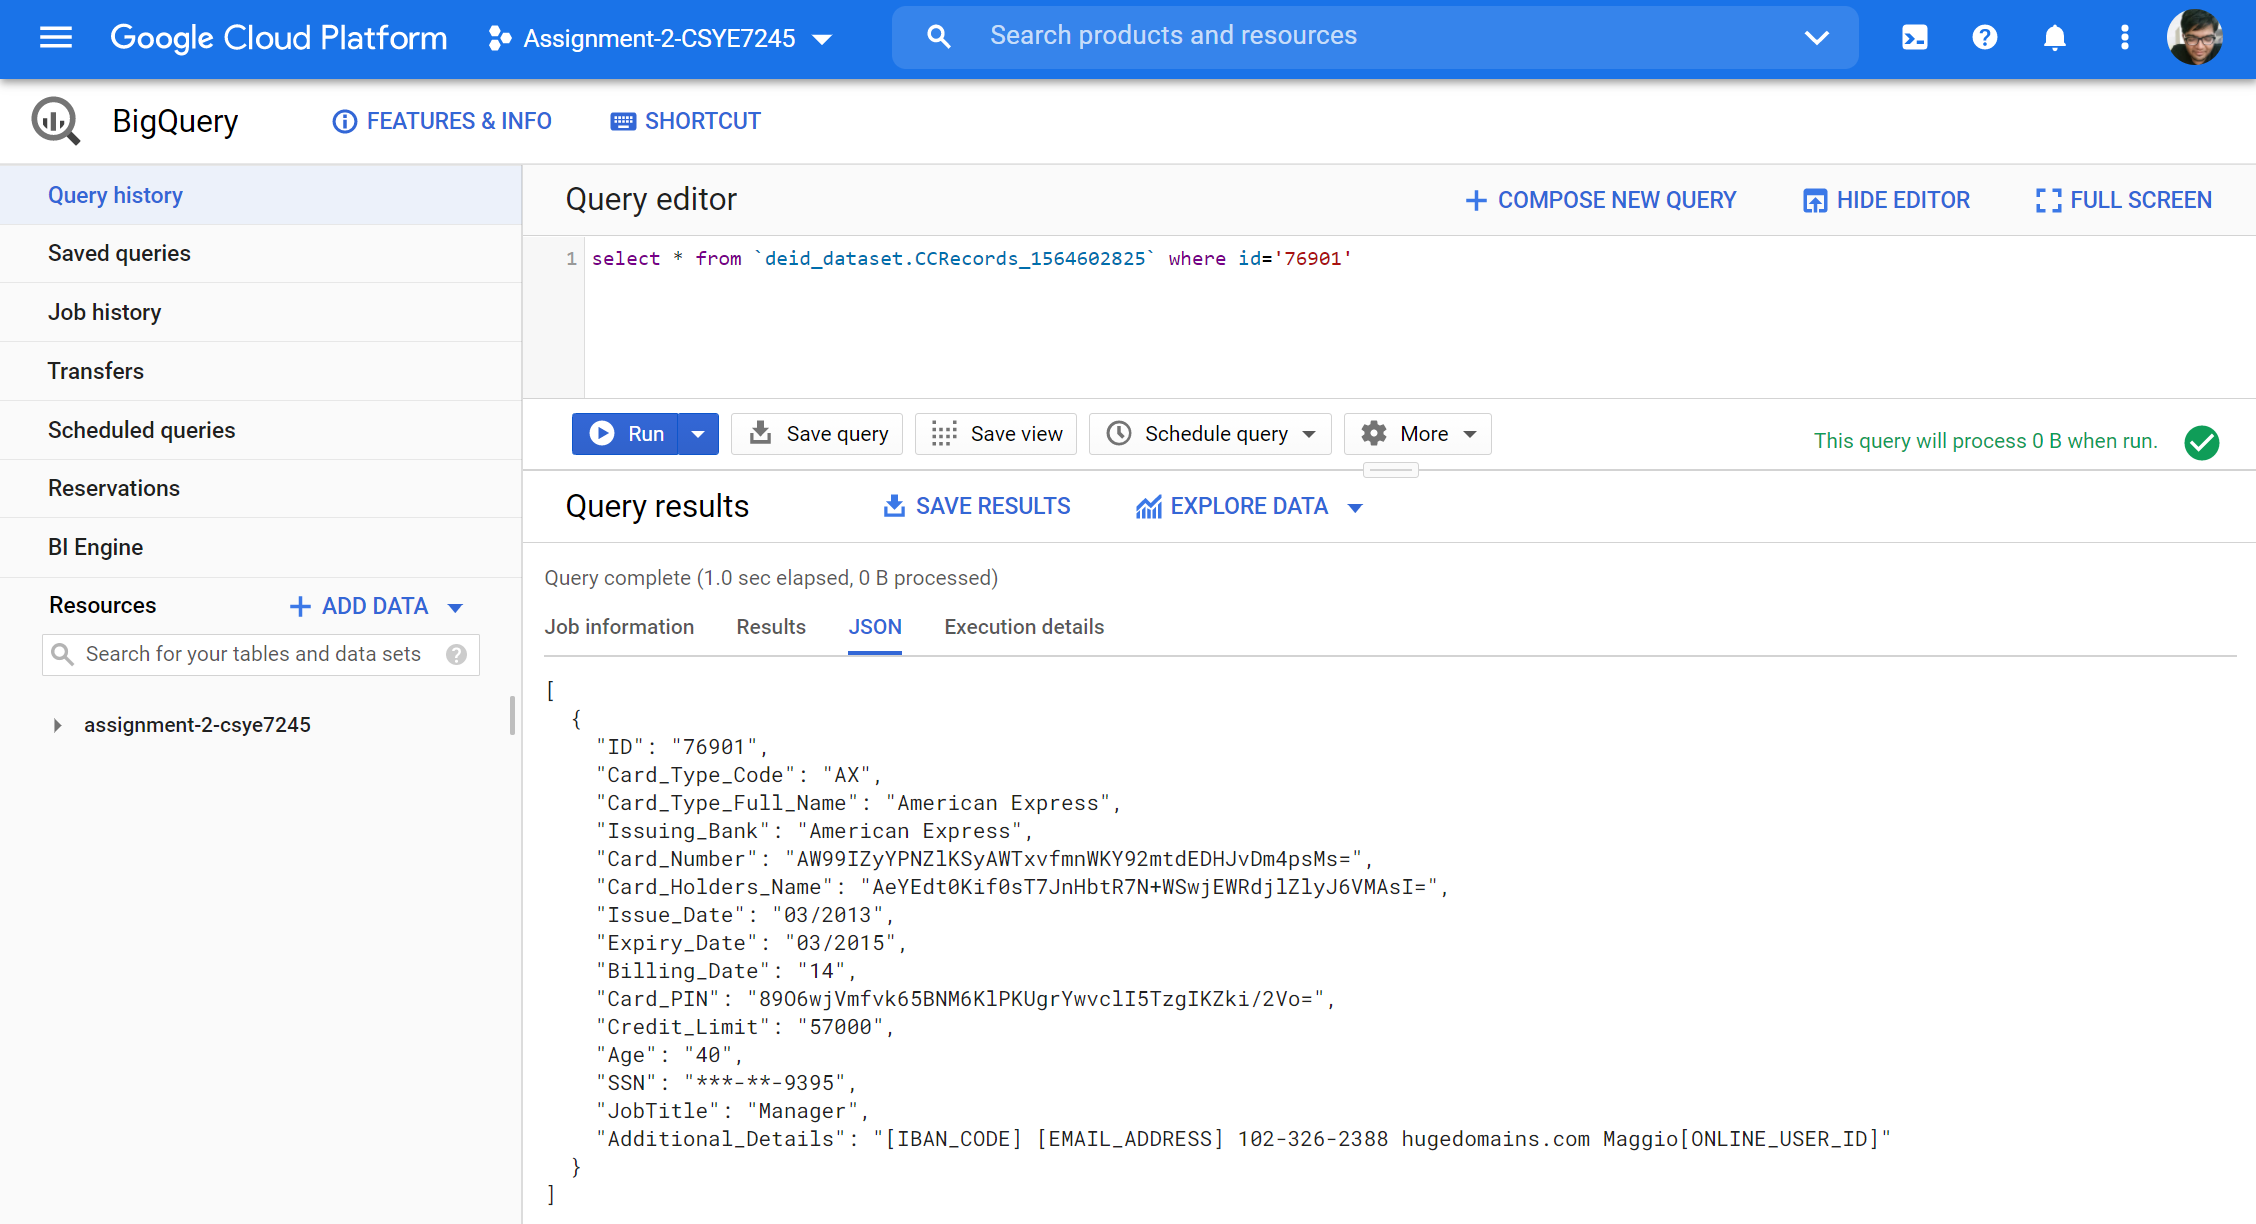 Google Cloud Platform
Assignment-2-CSYE7245
Search products and resources
BigQuery
FEATURES & INFO
SHORTCUT
Query history
Saved queries
Job history
Transfers
Scheduled queries
Reservations
BI Engine
Resources
ADD DATA
Search for your tables and data sets
assignment-2-csye7245
Query editor
COMPOSE NEW QUERY
HIDE EDITOR
FULL SCREEN
1 select * from `deid_dataset.CCRecords_1564602825` where id='76901'
Run
Save query
Save view
Schedule query
More
This query will process 0 B when run.
Query results
SAVE RESULTS
EXPLORE DATA
Query complete (1.0 sec elapsed, 0 B processed)
Job information
Results
JSON
Execution details
[
{
"ID": "76901",
"Card_Type_Code": "AX",
"Card_Type_Full_Name": "American Express",
"Issuing_Bank": "American Express",
"Card_Number": "AW99IZyYPNZlKSyAWTxvfmnWKY92mtdEDHJvDm4psMs=",
"Card_Holders_Name": "AeYEdt0Kif0sT7JnHbtR7N+WSwjEWRdjlZlyJ6VMAsI=",
"Issue_Date": "03/2013",
"Expiry_Date": "03/2015",
"Billing_Date": "14",
"Card_PIN": "89O6wjVmfvk65BNM6KlPKUgrYwvclI5TzgIKZki/2Vo=",
"Credit_Limit": "57000",
"Age": "40",
"SSN": "***-**-9395",
"JobTitle": "Manager",
"Additional_Details": "[IBAN_CODE] [EMAIL_ADDRESS] 102-326-2388 hugedomains.com Maggio[ONLINE_USER_ID]"
}
]